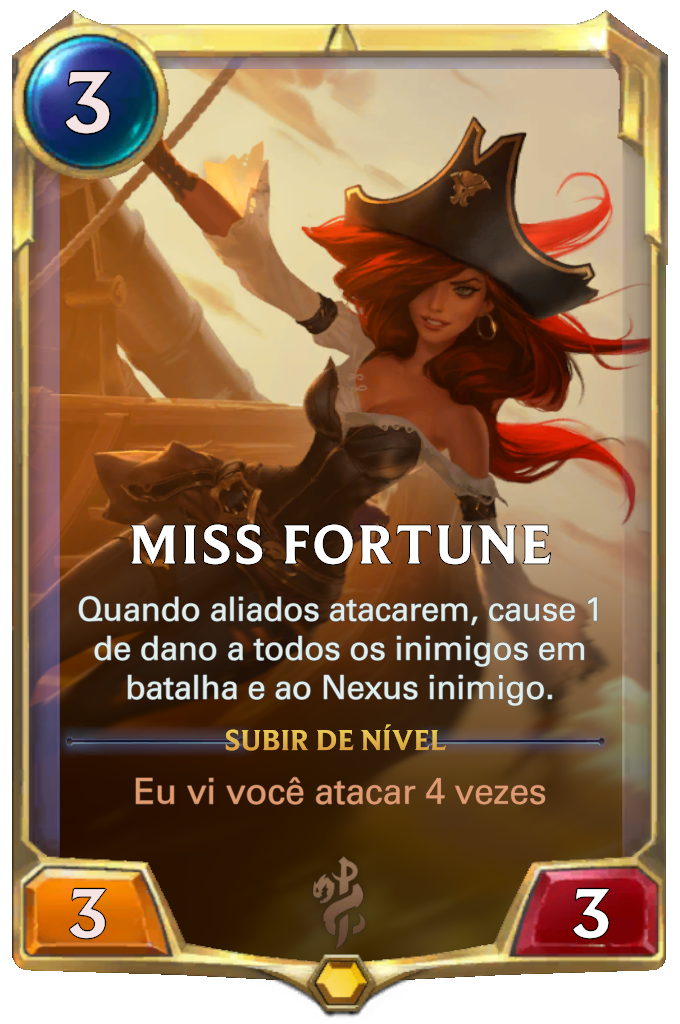 3
MISS FORTUNE
Quando aliados atacarem, cause 1
de dano a todos os inimigos em
batalha e ao Nexus inimigo.
SUBIR DE NÍVEL
Eu vi você atacar 4 vezes
3
3